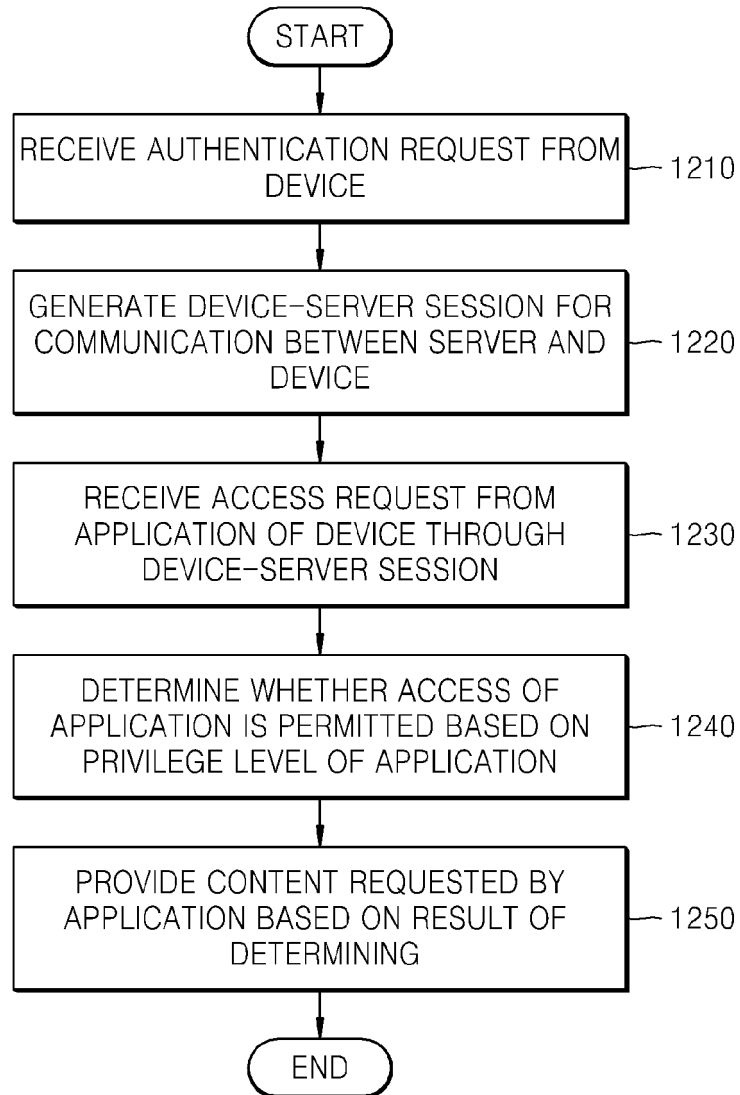 START
RECEIVE AUTHENTICATION REQUEST FROM
DEVICE
1210
GENERATE DEVICE-SERVER SESSION FOR
COMMUNICATION BETWEEN SERVER AND
DEVICE
1220
RECEIVE ACCESS REQUEST FROM
APPLICATION OF DEVICE THROUGH
DEVICE-SERVER SESSION
1230
DETERMINE WHETHER ACCESS OF
APPLICATION IS PERMITTED BASED ON
PRIVILEGE LEVEL OF APPLICATION
1240
PROVIDE CONTENT REQUESTED BY
APPLICATION BASED ON RESULT OF
DETERMINING
1250
END